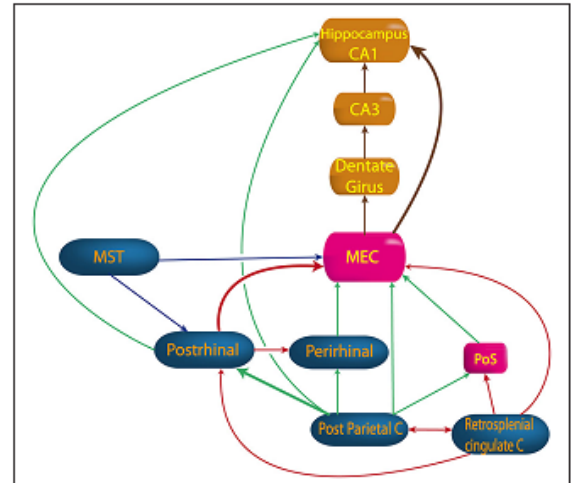 Hippocampus
CA1
CA3
Dentate
Girus
MST
MEC
Postrhinal
Perirhinal
PoS
Post Parietal C
Retrosplenial
cingulate C